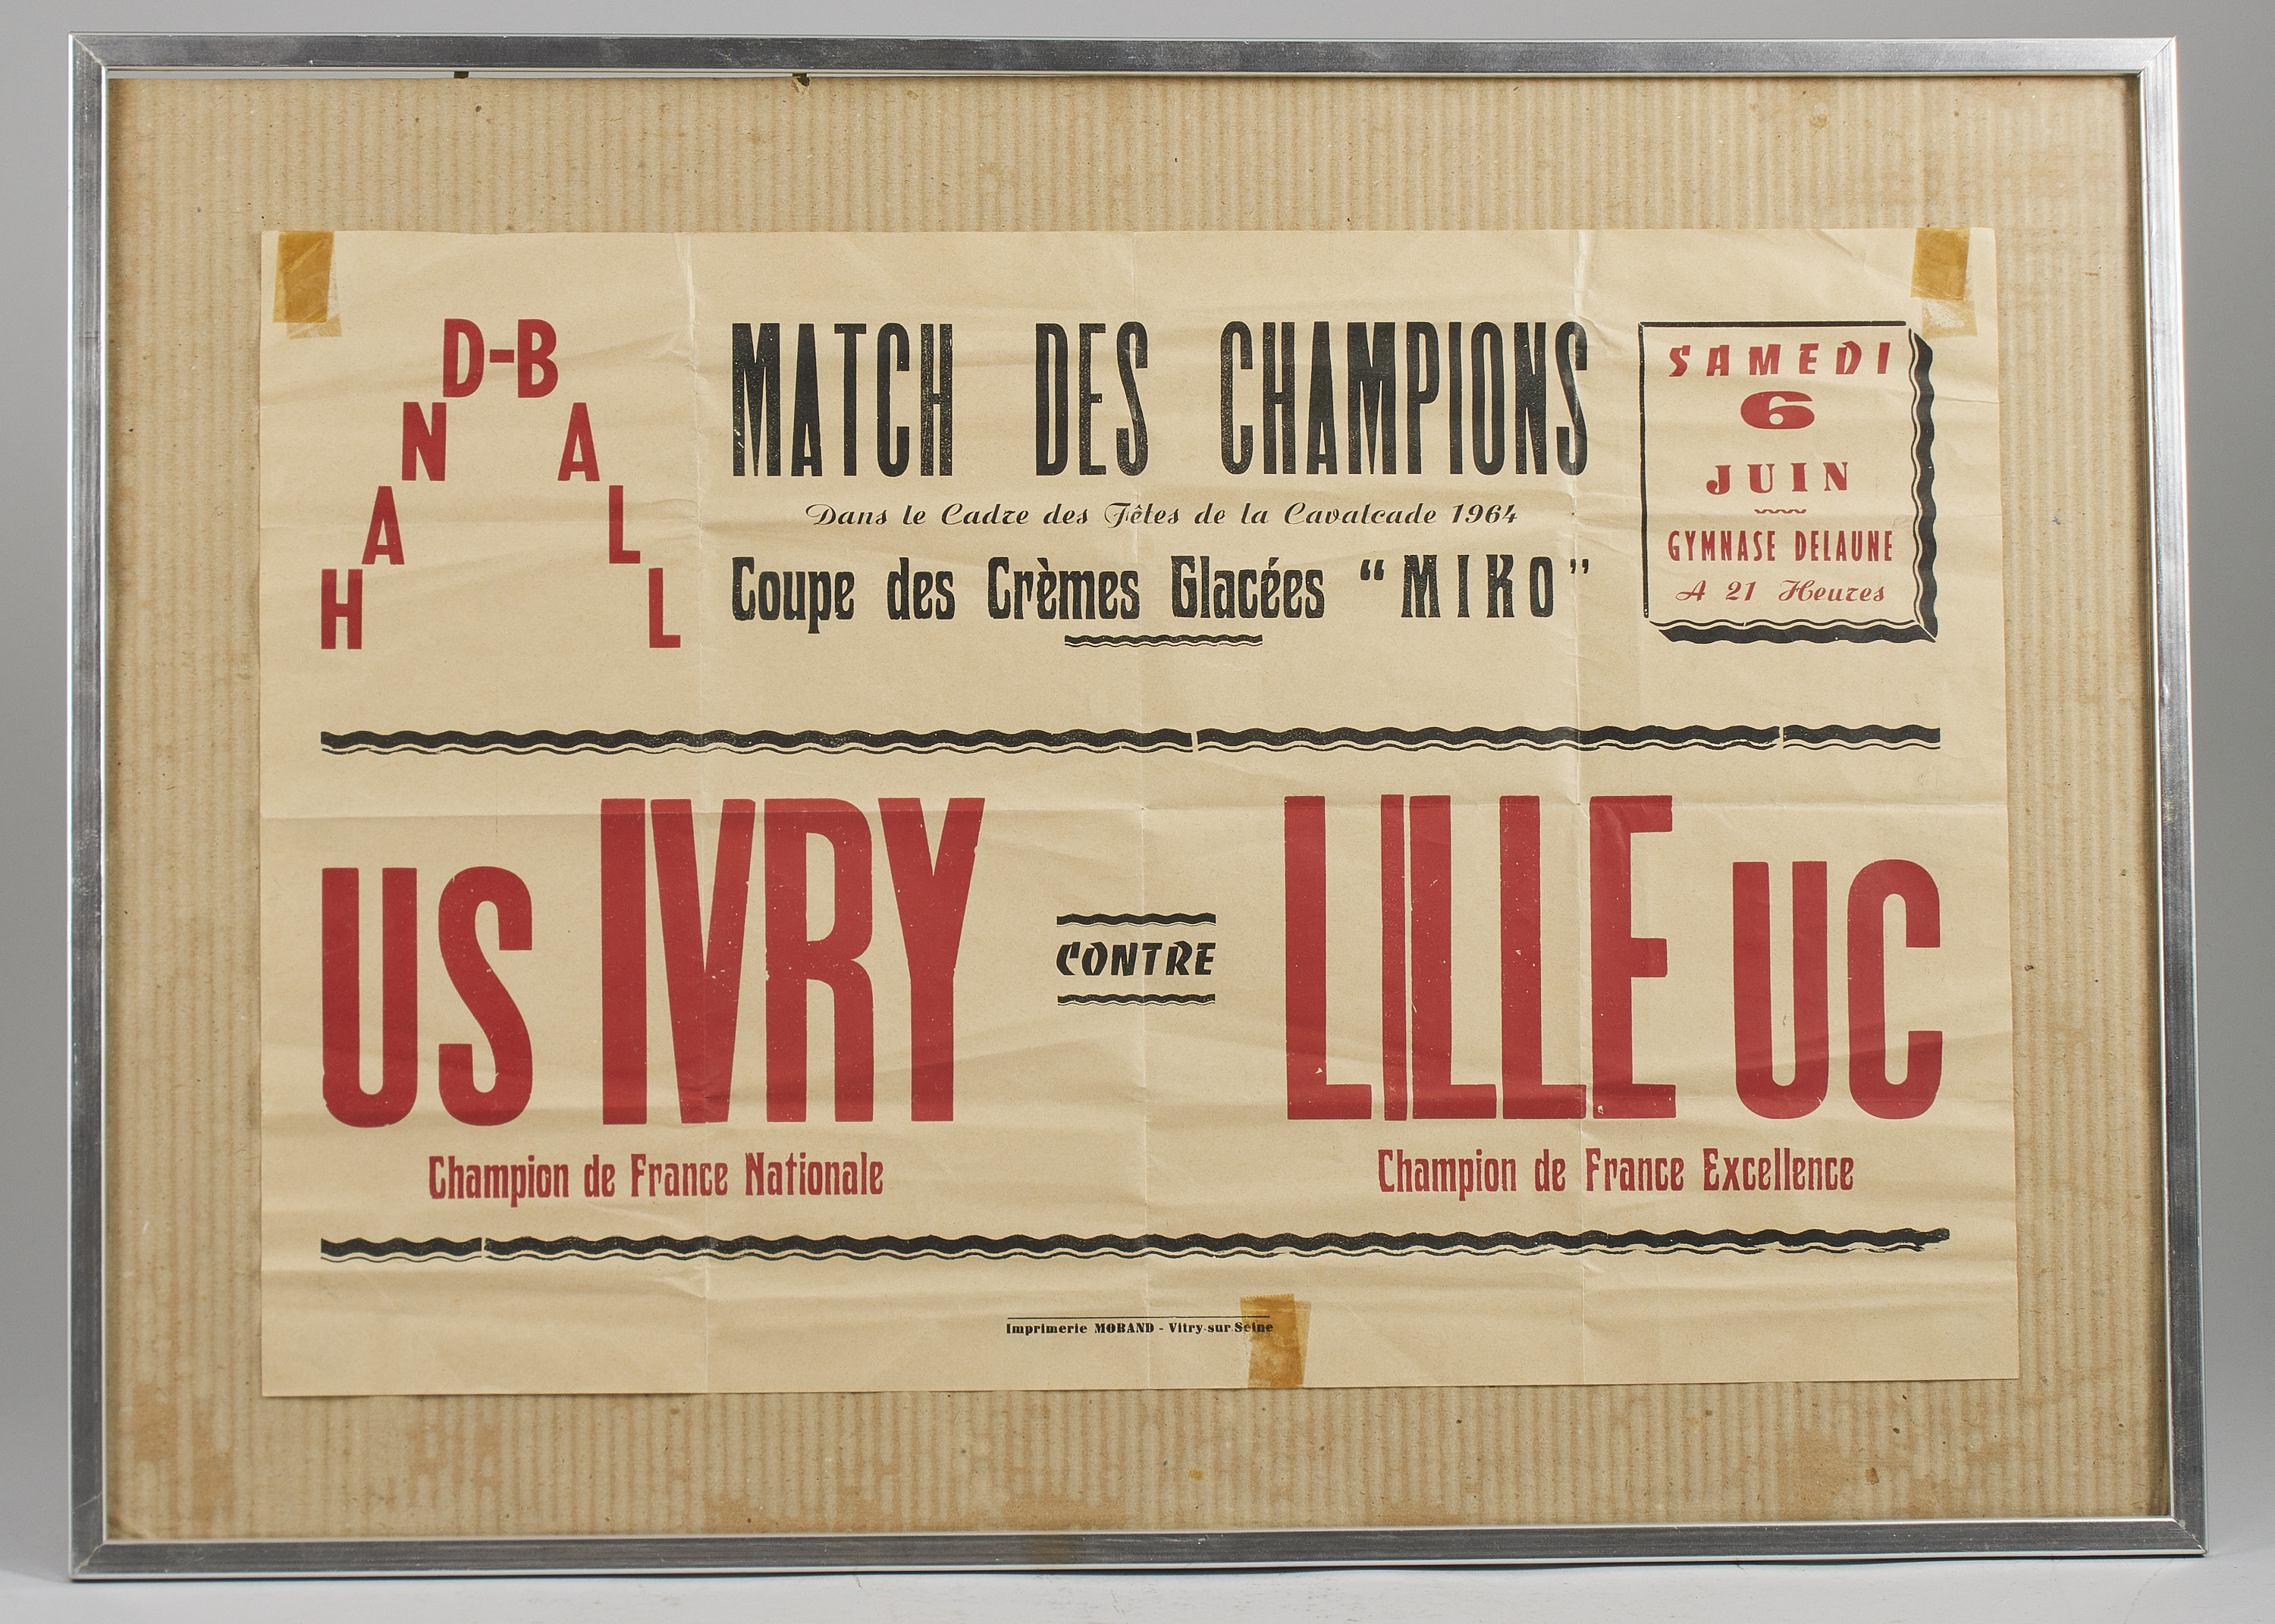 HAND-BALL
MATCH DES CHAMPIONS
Dans le Cadre des Fêtes de la Cavalcade 1964
Coupe des Crèmes Glacées “MIKO”
SAMEDI
6
JUIN
GYMNASE DELAUNE
A 21 Heures
US IVRY
Champion de France Nationale
CONTRE
LILLE UC
Champion de France Excellence
Imprimerie MORAND - Vitry-sur-Seine